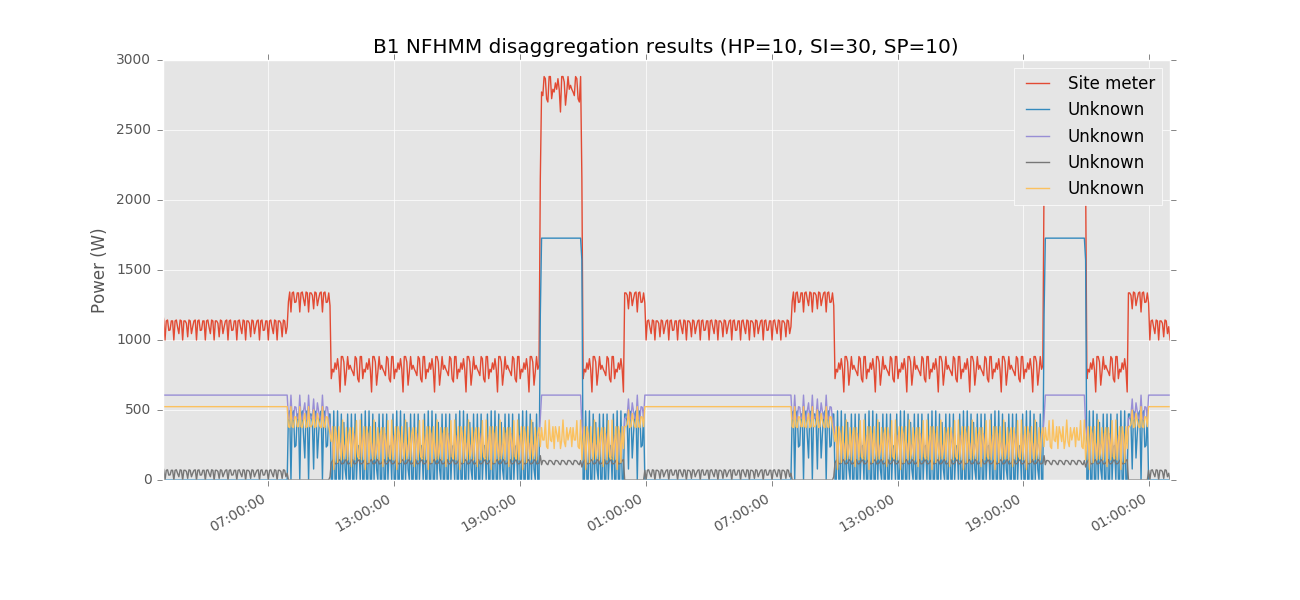 B1 NFHMM disaggregation results (HP=10, SI=30, SP=10)
3000
2500
2000
1500
1000
500
0
Power (W)
Site meter
Unknown
Unknown
Unknown
Unknown
07:00:00
13:00:00
19:00:00
01:00:00
07:00:00
13:00:00
19:00:00
01:00:00